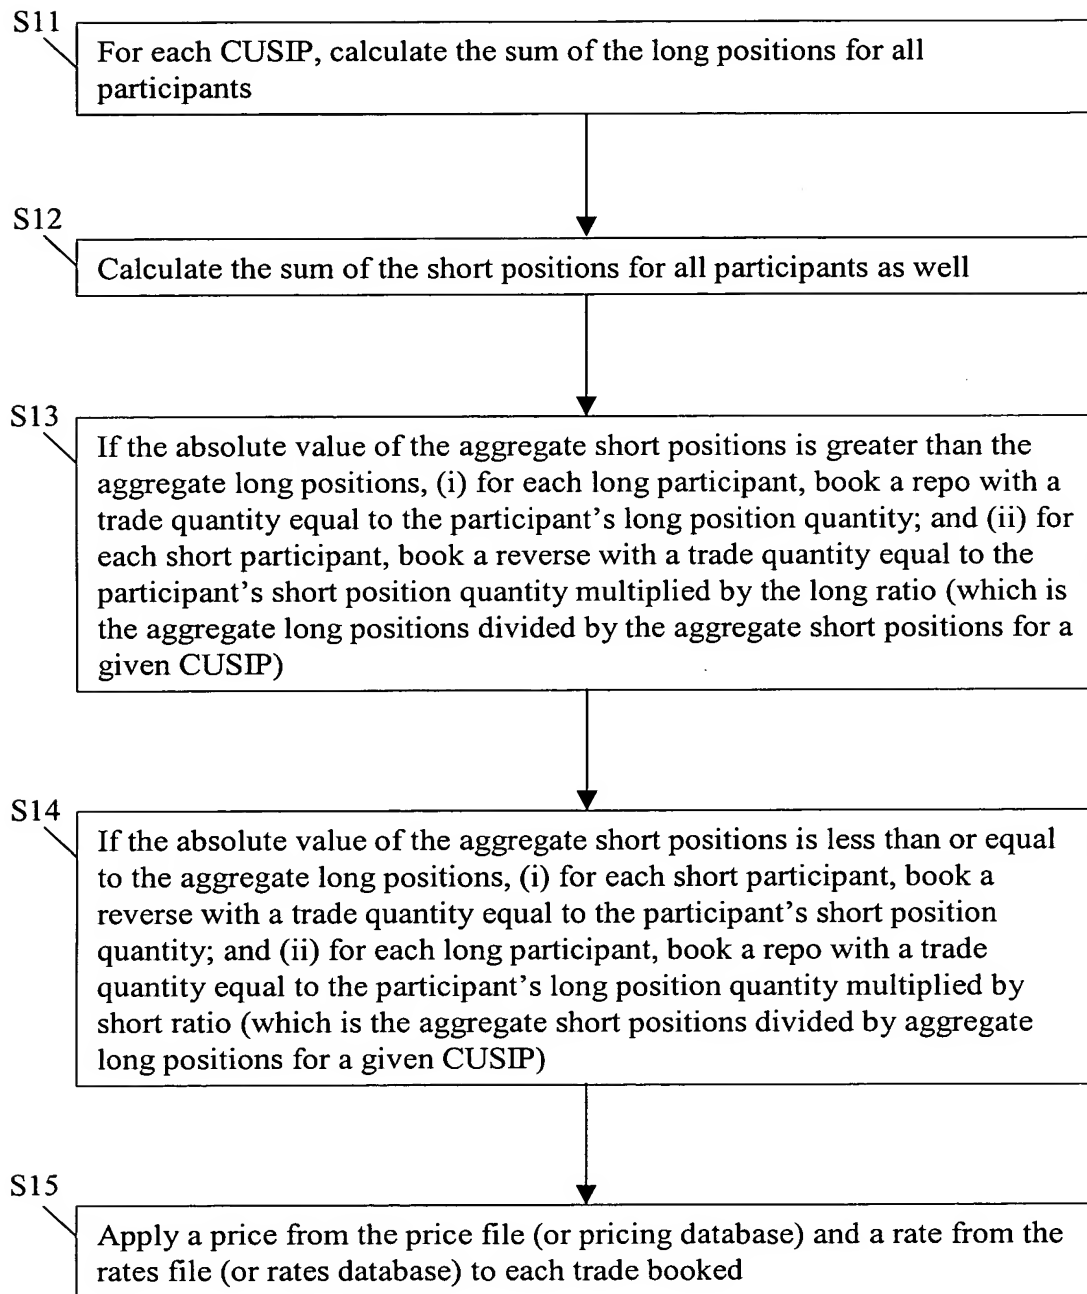 S11
For each CUSIP, calculate the sum of the long positions for all
participants
S12
Calculate the sum of the short positions for all participants as well
S13
If the absolute value of the aggregate short positions is greater than the
aggregate long positions, (i) for each long participant, book a repo with a
trade quantity equal to the participant's long position quantity; and (ii) for
each short participant, book a reverse with a trade quantity equal to the
participant's short position quantity multiplied by the long ratio (which is
the aggregate long positions divided by the aggregate short positions for a
given CUSIP)
S14
If the absolute value of the aggregate short positions is less than or equal
to the aggregate long positions, (i) for each short participant, book a
reverse with a trade quantity equal to the participant's short position
quantity; and (ii) for each long participant, book a repo with a trade
quantity equal to the participant's long position quantity multiplied by
short ratio (which is the aggregate short positions divided by aggregate
long positions for a given CUSIP)
S15
Apply a price from the price file (or pricing database) and a rate from the
rates file (or rates database) to each trade booked